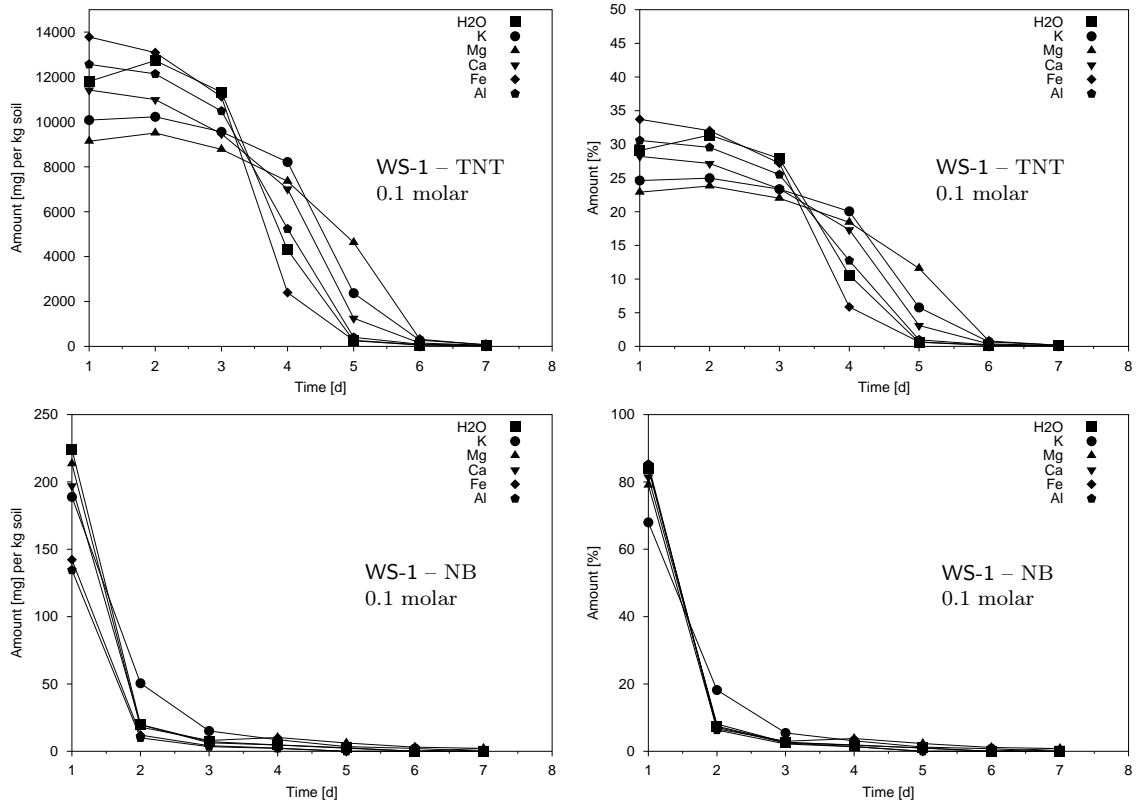 14000
12000
10000
8000
6000
4000
2000
0
Amount [mg] per kg soil
H2O
K
Mg
Ca
Fe
Al
WS-1 – TNT
0.1 molar
1 2 3 4 5 6 7 8
Time [d]
50
45
40
35
30
25
20
15
10
5
0
Amount [%]
H2O
K
Mg
Ca
Fe
Al
WS-1 – TNT
0.1 molar
1 2 3 4 5 6 7 8
Time [d]
250
200
150
100
50
0
Amount [mg] per kg soil
H2O
K
Mg
Ca
Fe
Al
WS-1 – NB
0.1 molar
1 2 3 4 5 6 7 8
Time [d]
100
80
60
40
20
0
Amount [%]
H2O
K
Mg
Ca
Fe
Al
WS-1 – NB
0.1 molar
1 2 3 4 5 6 7 8
Time [d]